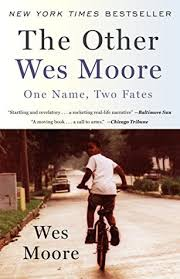 NEW YORK TIMES BESTSELLER
The Other
Wes Moore
One Name, Two Fates
"Startling and revelatory . . . a rocketing real-life narrative" —Baltimore Sun
"A moving book . . . a call to arms." —Chicago Tribune
Wes
Moore